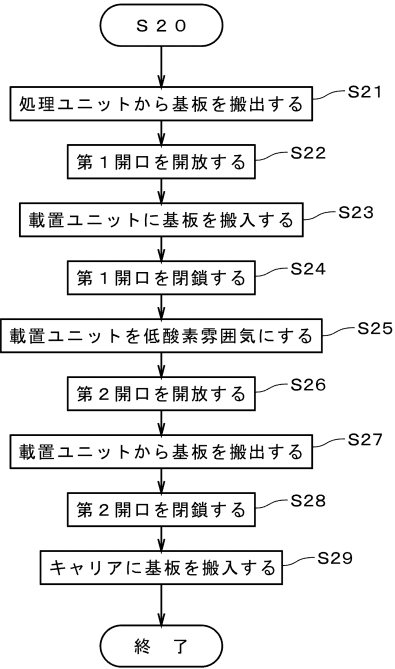 Ｓ２０
処理ユニットから基板を搬出する
S21
第１開口を開放する
S22
載置ユニットに基板を搬入する
S23
第１開口を閉鎖する
S24
載置ユニットを低酸素雰囲気にする
S25
第２開口を開放する
S26
載置ユニットから基板を搬出する
S27
第２開口を閉鎖する
S28
キャリアに基板を搬入する
S29
終　了